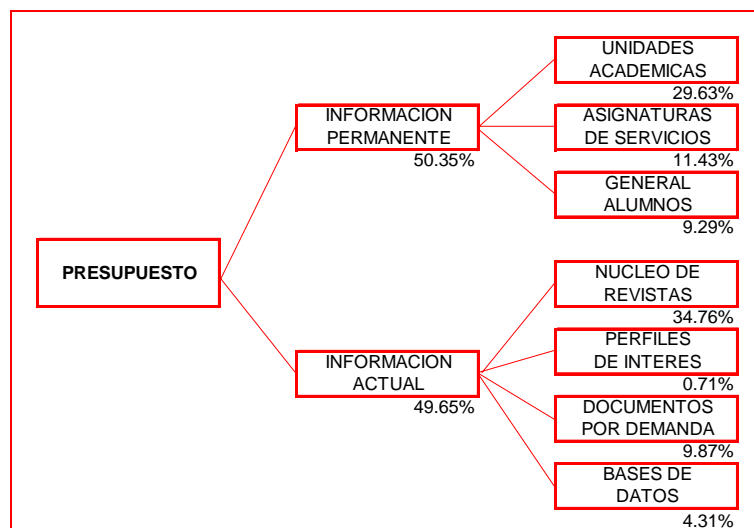 PRESUPUESTO
INFORMACION
PERMANENTE
50.35%
UNIDADES
ACADEMICAS
29.63%
ASIGNATURAS
DE SERVICIOS
11.43%
GENERAL
ALUMNOS
9.29%
INFORMACION
ACTUAL
49.65%
NUCLEO DE
REVISTAS
34.76%
PERFILES
DE INTERES
0.71%
DOCUMENTOS
POR DEMANDA
9.87%
BASES DE
DATOS
4.31%